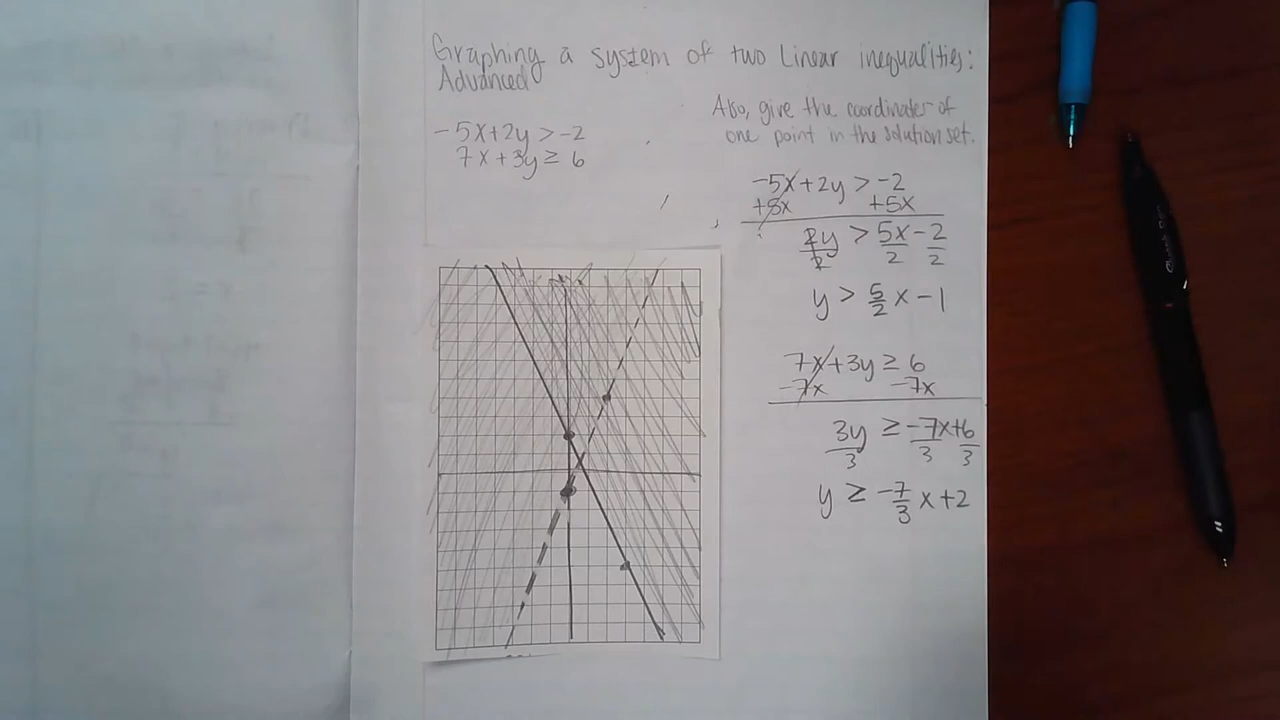 Graphing a system of two Linear inequalities:
Advanced
Also, give the coordinates of
one point in the solution set.
-5x+2y > -2
7x+3y ≥ 6
-5x+2y > -2
+5x +5x
2y/2 > 5x/2 - 2/2
y > 5/2 x - 1
7x+3y ≥ 6
-7x -7x
3y/3 ≥ -7x/3 + 6/3
y ≥ -7/3 x + 2